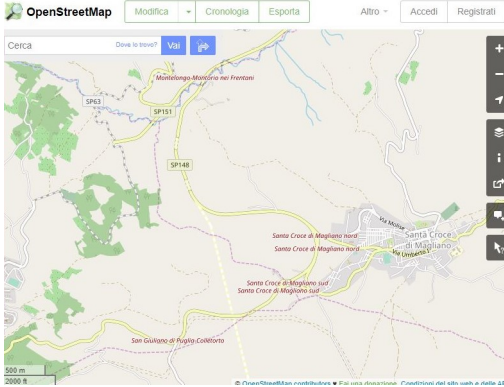 OpenStreetMap Modifica Cronologia Esporta Altro Accedi Registrati
Cerca Dove lo trovo? Vai
Montelongo-Montorio nei Frentani
SP63
SP151
SP148
Via Molise
Santa Croce di Magliano nord
Santa Croce
di Magliano
Santa Croce di Magliano nord
Via Umberto I
Santa Croce di Magliano sud
Santa Croce di Magliano sud
San Giuliano di Puglia-Colletorto
500 m
2000 ft
© OpenStreetMap contributors ♥ Fai una donazione. Condizioni del sito web e delle